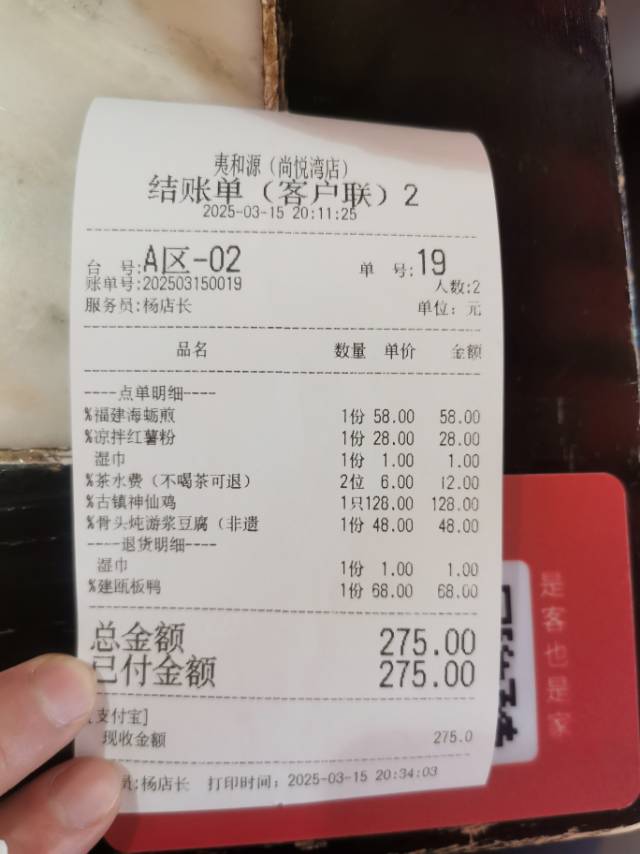 夷和源（尚悦湾店）
结账单（客户联）2
2025-03-15 20:11:25
台 号:A区-02 单 号:19
账单号:202503150019 人数:2
服务员:杨店长 单位: 元
品名 数量 单价 金额
----点单明细----
%福建海蛎煎 1份 58.00 58.00
%凉拌红薯粉 1份 28.00 28.00
湿巾 1份 1.00 1.00
%茶水费（不喝茶可退） 2位 6.00 12.00
%古镇神仙鸡 1只128.00 128.00
%骨头炖游浆豆腐（非遗 1份 48.00 48.00
----退货明细----
湿巾 1份 1.00 1.00
%建瓯板鸭 1份 68.00 68.00
总金额 275.00
已付金额 275.00
[支付宝]
现收金额 275.0
员:杨店长 打印时间: 2025-03-15 20:34:03
是客也是家